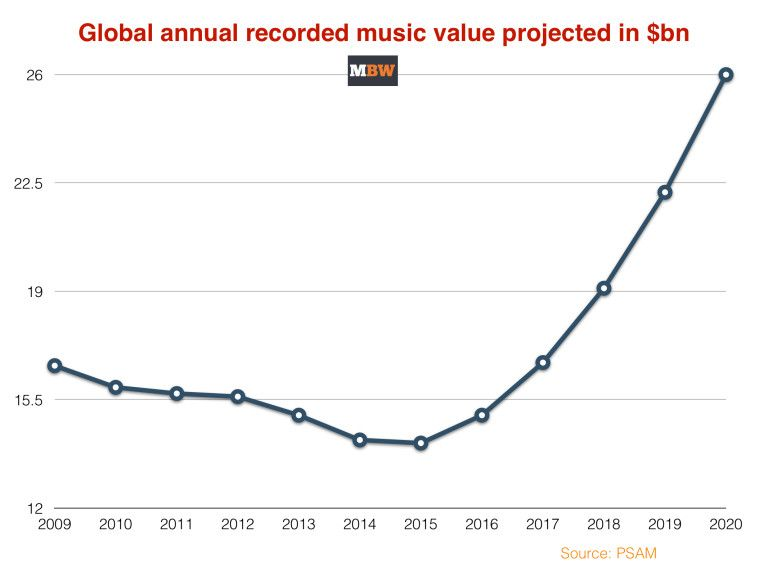 Global annual recorded music value projected in $bn
MBW
26
22.5
19
15.5
12
2009 2010 2011 2012 2013 2014 2015 2016 2017 2018 2019 2020
Source: PSAM